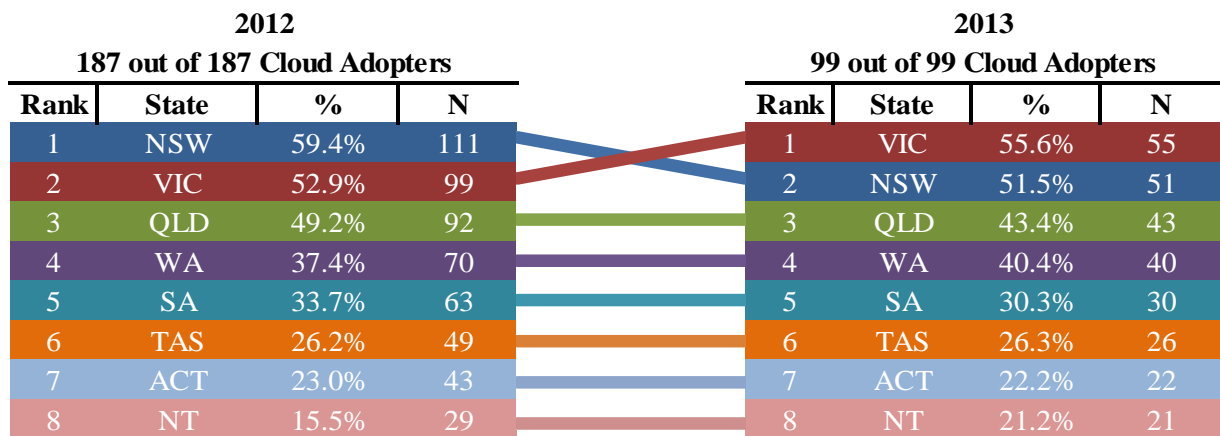 2012 2013
187 out of 187 Cloud Adopters 99 out of 99 Cloud Adopters
Rank State % N Rank State % N
1 NSW 59.4% 111 1 VIC 55.6% 55
2 VIC 52.9% 99 2 NSW 51.5% 51
3 QLD 49.2% 92 3 QLD 43.4% 43
4 WA 37.4% 70 4 WA 40.4% 40
5 SA 33.7% 63 5 SA 30.3% 30
6 TAS 26.2% 49 6 TAS 26.3% 26
7 ACT 23.0% 43 7 ACT 22.2% 22
8 NT 15.5% 29 8 NT 21.2% 21